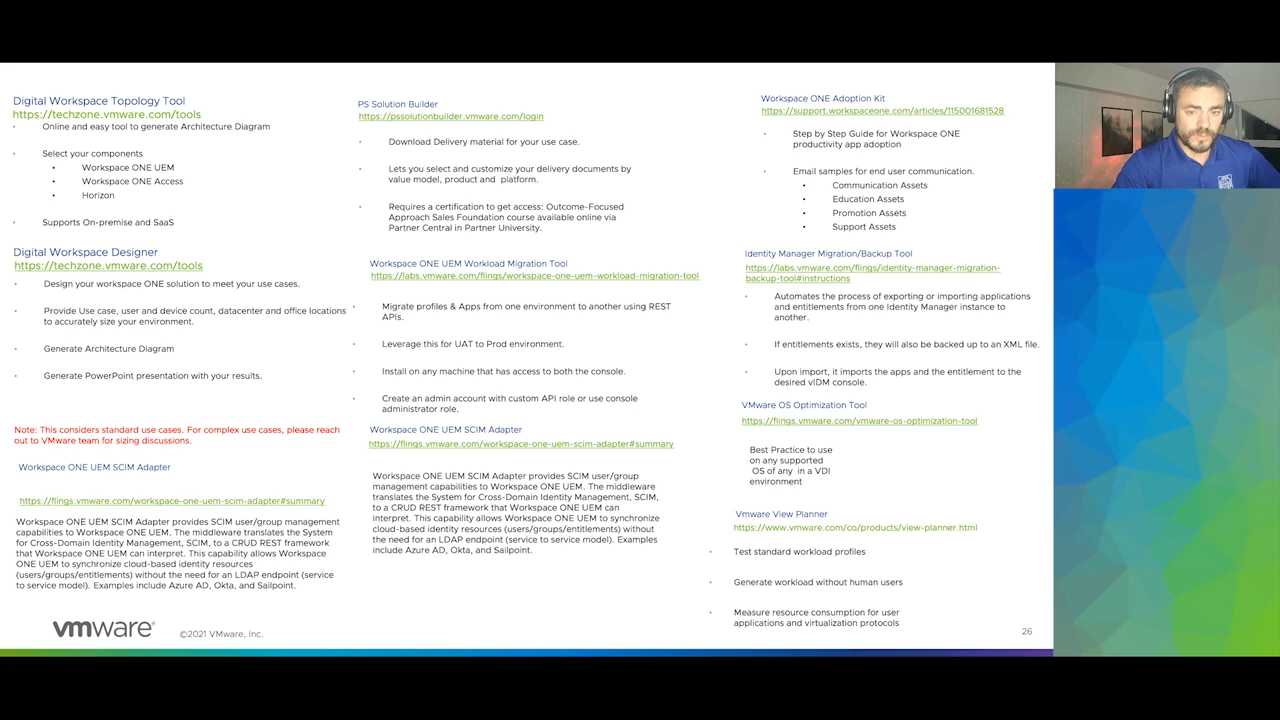 Digital Workspace Topology Tool
https://techzone.vmware.com/tools
Online and easy tool to generate Architecture Diagram
Select your components
Workspace ONE UEM
Workspace ONE Access
Horizon
Supports On-premise and SaaS
Digital Workspace Designer
https://techzone.vmware.com/tools
Design your workspace ONE solution to meet your use cases.
Provide Use case, user and device count, datacenter and office locations
to accurately size your environment.
Generate Architecture Diagram
Generate PowerPoint presentation with your results.
Note: This considers standard use cases. For complex use cases, please reach
out to VMware team for sizing discussions.
Workspace ONE UEM SCIM Adapter
https://flings.vmware.com/workspace-one-uem-scim-adapter#summary
Workspace ONE UEM SCIM Adapter provides SCIM user/group management
capabilities to Workspace ONE UEM. The middleware translates the System
for Cross-Domain Identity Management, SCIM, to a CRUD REST framework
that Workspace ONE UEM can interpret. This capability allows Workspace
ONE UEM to synchronize cloud-based identity resources
(users/groups/entitlements) without the need for an LDAP endpoint (service
to service model). Examples include Azure AD, Okta, and Sailpoint.
PS Solution Builder
https://pssolutionbuilder.vmware.com/login
Download Delivery material for your use case.
Lets you select and customize your delivery documents by
value model, product and platform.
Requires a certification to get access: Outcome-Focused
Approach Sales Foundation course available online via
Partner Central in Partner University.
Workspace ONE UEM Workload Migration Tool
https://labs.vmware.com/flings/workspace-one-uem-workload-migration-tool
Migrate profiles & Apps from one environment to another using REST
APIs.
Leverage this for UAT to Prod environment.
Install on any machine that has access to both the console.
Create an admin account with custom API role or use console
administrator role.
Workspace ONE UEM SCIM Adapter
https://flings.vmware.com/workspace-one-uem-scim-adapter#summary
Workspace ONE UEM SCIM Adapter provides SCIM user/group
management capabilities to Workspace ONE UEM. The middleware
translates the System for Cross-Domain Identity Management, SCIM,
to a CRUD REST framework that Workspace ONE UEM can
interpret. This capability allows Workspace ONE UEM to synchronize
cloud-based identity resources (users/groups/entitlements) without
the need for an LDAP endpoint (service to service model). Examples
include Azure AD, Okta, and Sailpoint.
Workspace ONE Adoption Kit
https://support.workspaceone.com/articles/115001681528
Step by Step Guide for Workspace ONE
productivity app adoption
Email samples for end user communication.
Communication Assets
Education Assets
Promotion Assets
Support Assets
Identity Manager Migration/Backup Tool
https://labs.vmware.com/flings/identity-manager-migration-
backup-tool#instructions
Automates the process of exporting or importing applications
and entitlements from one Identity Manager instance to
another.
If entitlements exists, they will also be backed up to an XML file.
Upon import, it imports the apps and the entitlement to the
desired vIDM console.
VMware OS Optimization Tool
https://flings.vmware.com/vmware-os-optimization-tool
Best Practice to use
on any supported
OS of any in a VDI
environment
Vmware View Planner
https://www.vmware.com/co/products/view-planner.html
Test standard workload profiles
Generate workload without human users
Measure resource consumption for user
applications and virtualization protocols
vmware®
©2021 VMware, Inc.
26